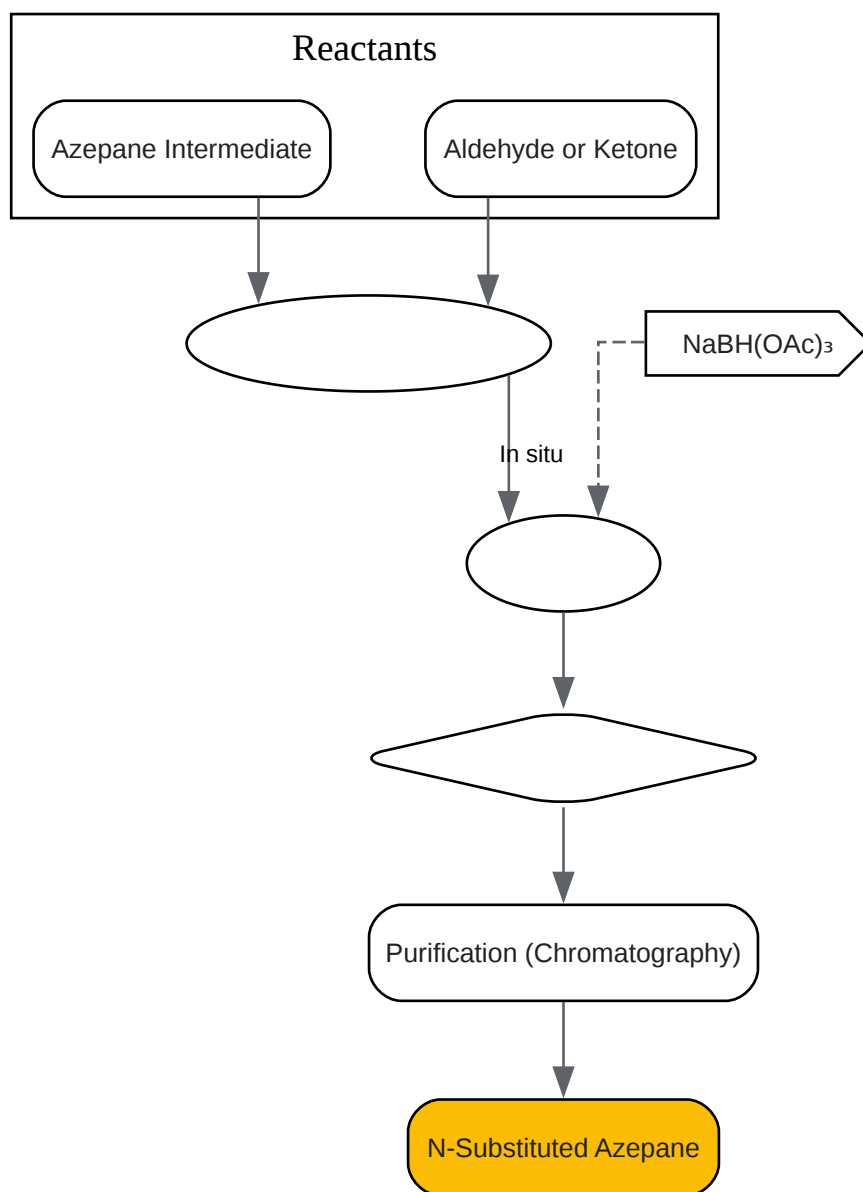 Reactants
Azepane Intermediate
Aldehyde or Ketone
NaBH(OAc)₃
In situ
Purification (Chromatography)
N-Substituted Azepane